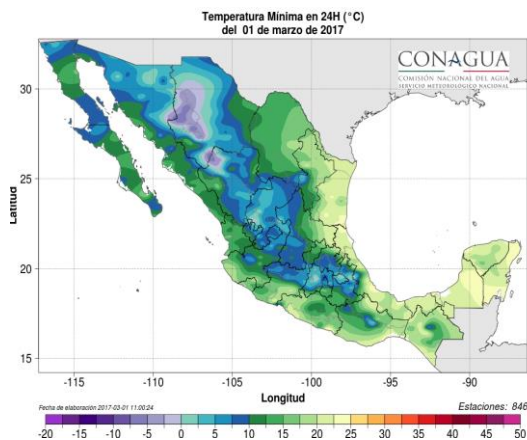 Temperatura Mínima en 24H (°C)
del 01 de marzo de 2017
CONAGUA
COMISIÓN NACIONAL DEL AGUA
SERVICIO METEOROLÓGICO NACIONAL
30
25
20
15
Latitud
-115 -110 -105 -100 -95 -90
Longitud
Fecha de elaboración 2017-03-01 11:00:24
Estaciones: 846
-20 -15 -10 -5 0 5 10 15 20 25 30 35 40 45 50